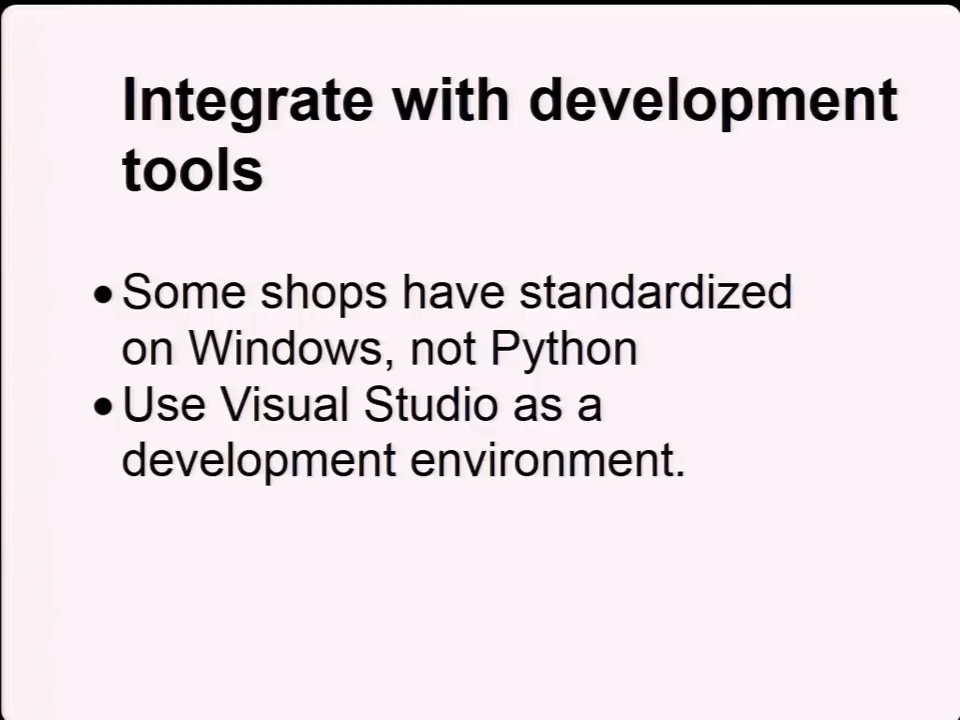 Integrate with development
tools
•Some shops have standardized
on Windows, not Python
•Use Visual Studio as a
development environment.